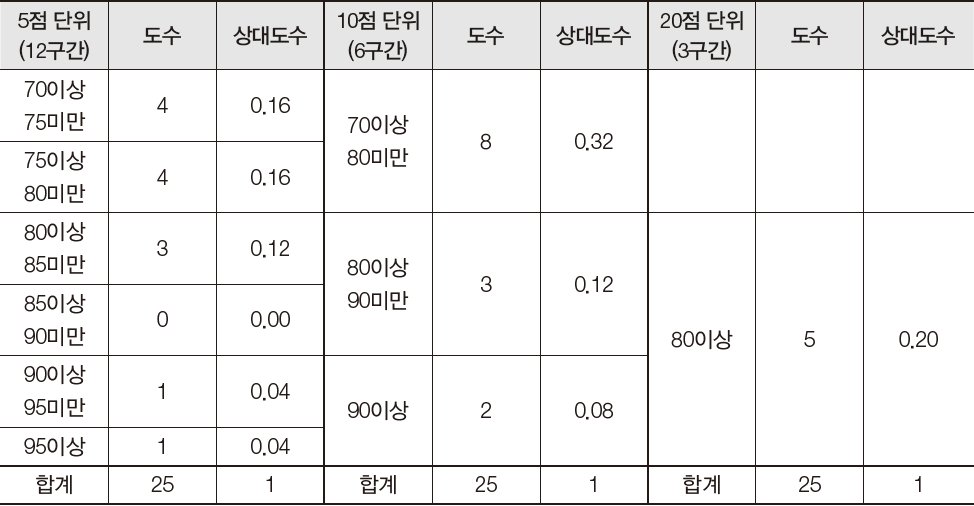 5점 단위 도수 상대도수 10점 단위 도수 상대도수 20점 단위 도수 상대도수
(12구간) (6구간) (3구간)
70이상
75미만 4 0.16
75이상
80미만 4 0.16
70이상
80미만 8 0.32
80이상
85미만 3 0.12
85이상
90미만 0 0.00
80이상
90미만 3 0.12
90이상
95미만 1 0.04
95이상 1 0.04
90이상 2 0.08
80이상 5 0.20
합계 25 1 합계 25 1 합계 25 1